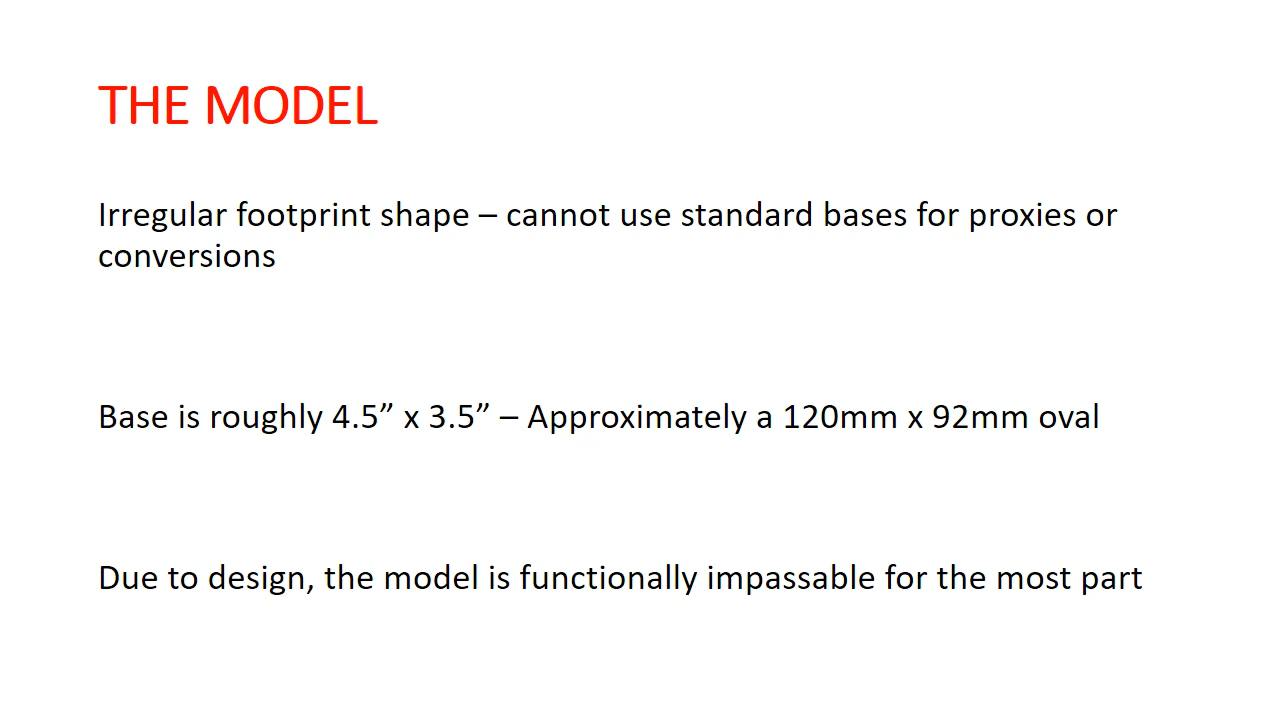 THE MODEL
Irregular footprint shape – cannot use standard bases for proxies or
conversions
Base is roughly 4.5” x 3.5” – Approximately a 120mm x 92mm oval
Due to design, the model is functionally impassable for the most part